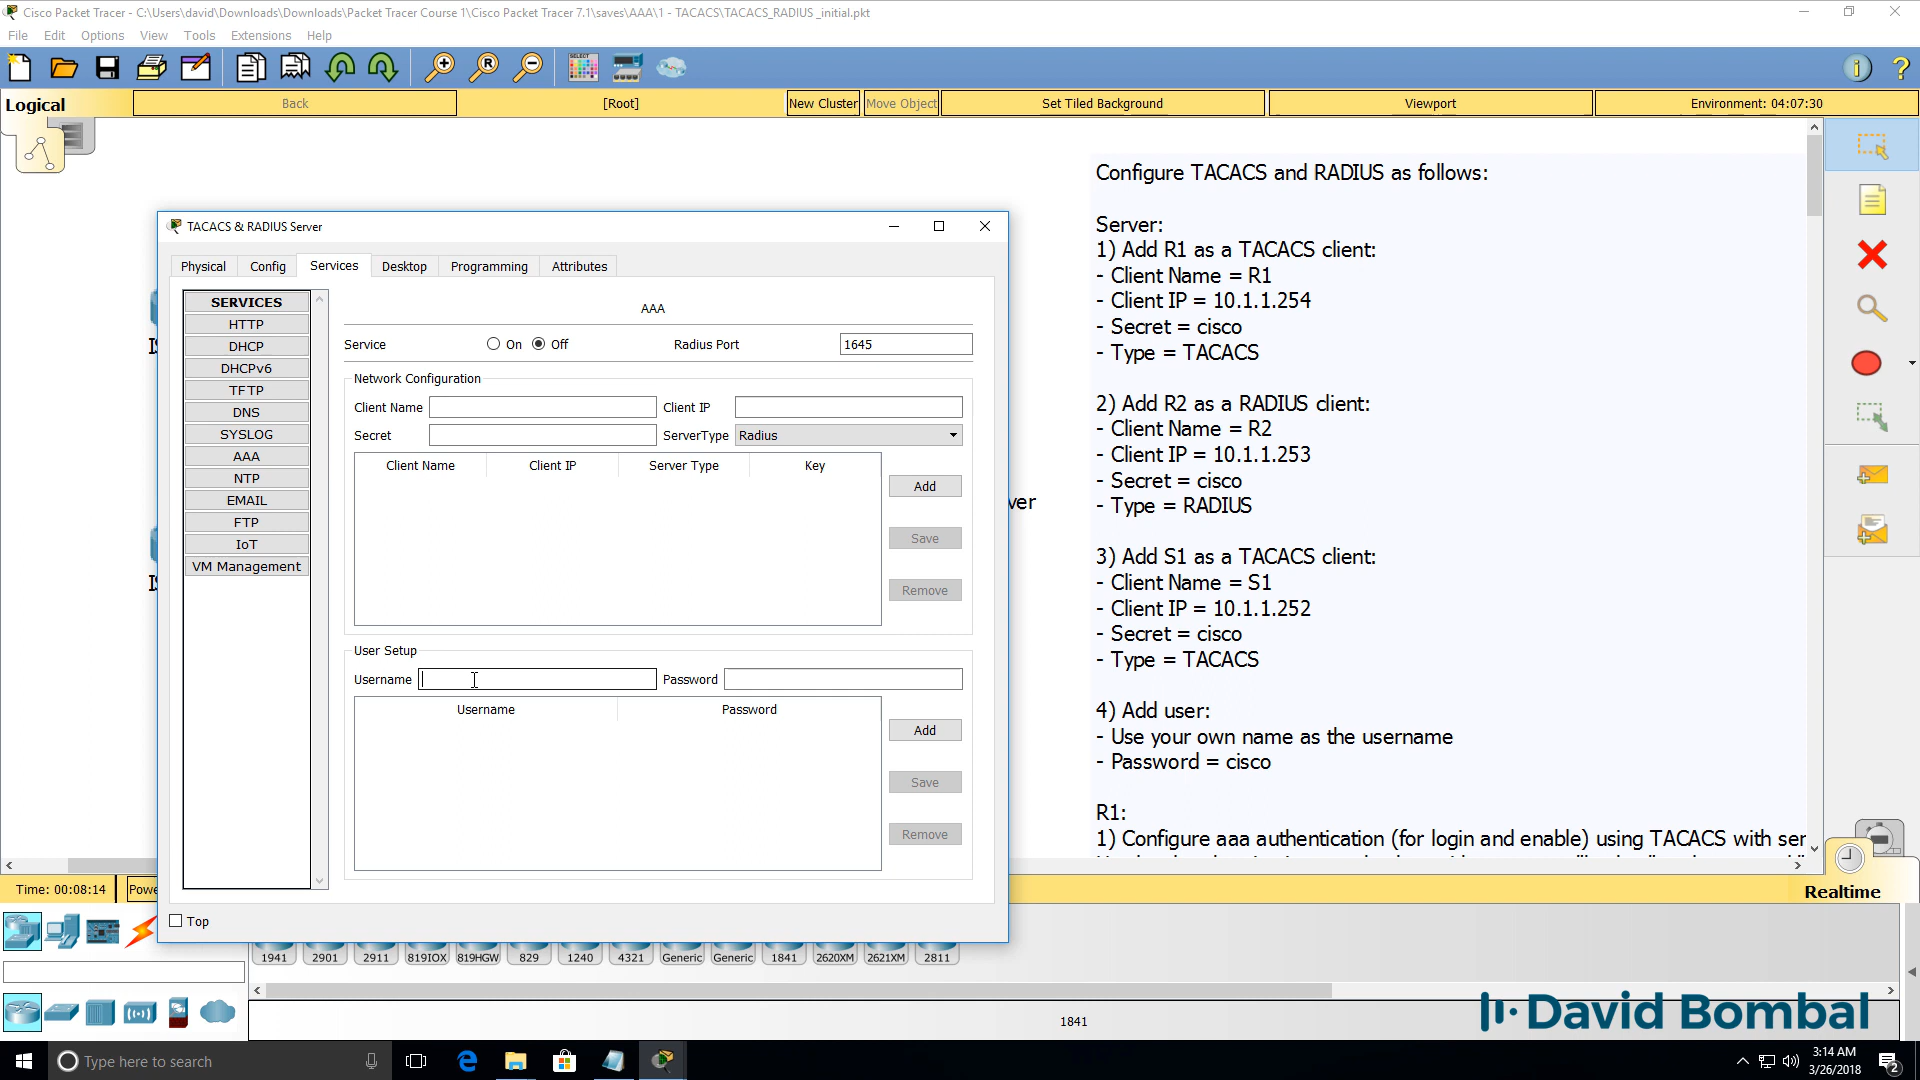 Cisco Packet Tracer - C:\Users\david\Downloads\Downloads\Packet Tracer Course 1\Cisco Packet Tracer 7.1\saves\AAA\1 - TACACS\TACACS_RADIUS _initial.pkt
File Edit Options View Tools Extensions Help
Logical Back [Root] New Cluster Move Object Set Tiled Background Viewport Environment: 04:07:30
Configure TACACS and RADIUS as follows:
Server:
1) Add R1 as a TACACS client:
- Client Name = R1
- Client IP = 10.1.1.254
- Secret = cisco
- Type = TACACS
2) Add R2 as a RADIUS client:
- Client Name = R2
- Client IP = 10.1.1.253
- Secret = cisco
- Type = RADIUS
3) Add S1 as a TACACS client:
- Client Name = S1
- Client IP = 10.1.1.252
- Secret = cisco
- Type = TACACS
4) Add user:
- Use your own name as the username
- Password = cisco
R1:
1) Configure aaa authentication (for login and enable) using TACACS with ser
TACACS & RADIUS Server
Physical Config Services Desktop Programming Attributes
SERVICES
HTTP
DHCP
DHCPv6
TFTP
DNS
SYSLOG
AAA
NTP
EMAIL
FTP
IoT
VM Management
AAA
Service On Off Radius Port 1645
Network Configuration
Client Name Client IP
Secret ServerType Radius
Client Name Client IP Server Type Key
Add
Save
Remove
User Setup
Username Password
Username Password
Add
Save
Remove
Top
ver
Time: 00:08:14 Powe
Realtime
1941 2901 2911 819IOX 819HGW 829 1240 4321 Generic Generic 1841 2620XM 2621XM 2811
1841
David Bombal
Type here to search
3:14 AM
3/26/2018
2